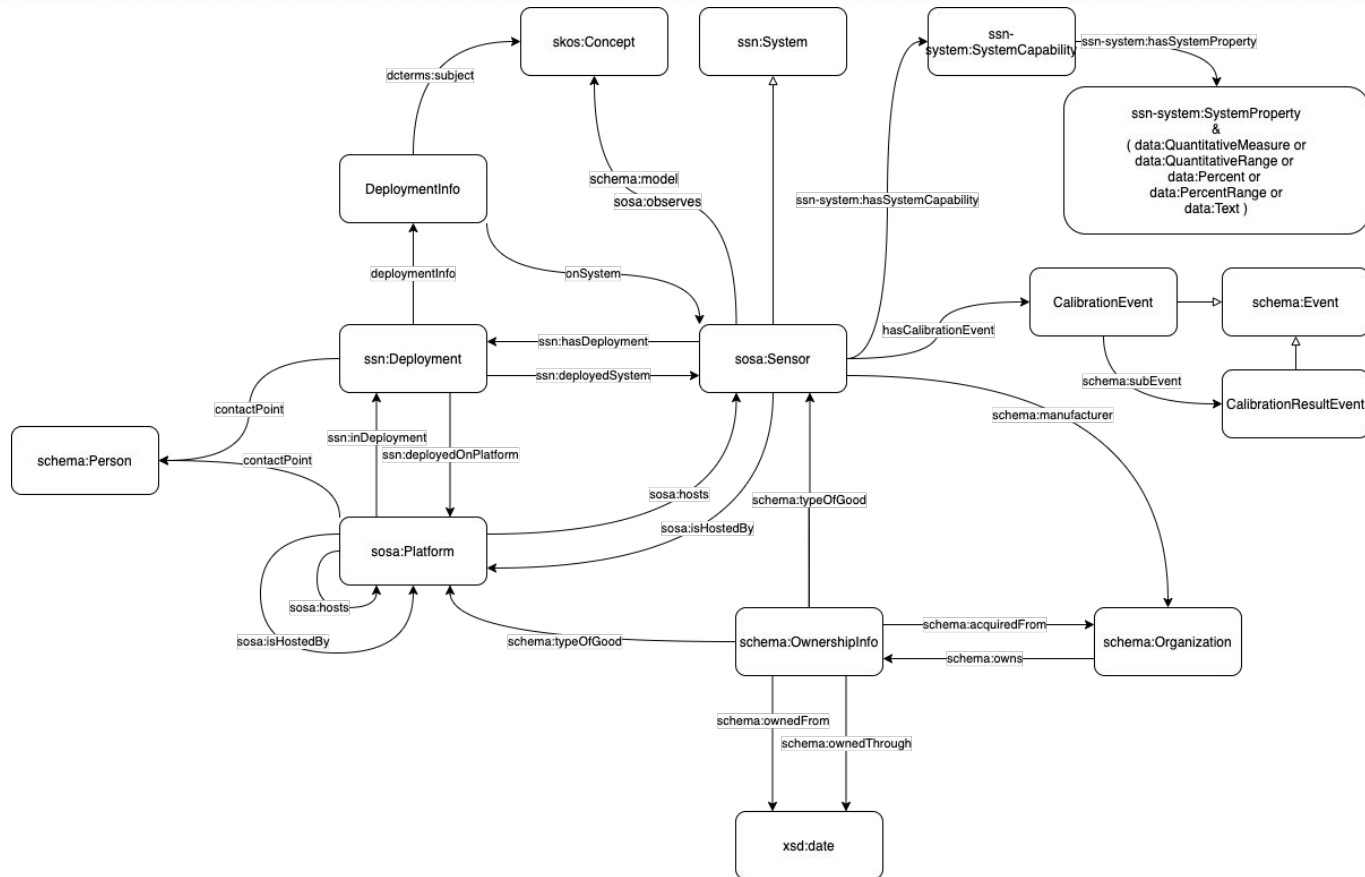 skos:Concept
ssn:System
ssn-
system:SystemCapability
ssn-system:hasSystemProperty
dcterms:subject
ssn-system:SystemProperty
&
( data:QuantitativeMeasure or
data:QuantitativeRange or
data:Percent or
data:PercentRange or
data:Text )
DeploymentInfo
schema:model
sosa:observes
ssn-system:hasSystemCapability
deploymentInfo
onSystem
CalibrationEvent
schema:Event
hasCalibrationEvent
ssn:Deployment
ssn:hasDeployment
sosa:Sensor
ssn:deployedSystem
schema:subEvent
CalibrationResultEvent
contactPoint
schema:manufacturer
ssn:inDeployment
ssn:deployedOnPlatform
schema:Person
contactPoint
sosa:hosts
schema:typeOfGood
sosa:isHostedBy
sosa:Platform
sosa:hosts
sosa:isHostedBy
schema:typeOfGood
schema:OwnershipInfo
schema:acquiredFrom
schema:owns
schema:Organization
schema:ownedFrom
schema:ownedThrough
xsd:date